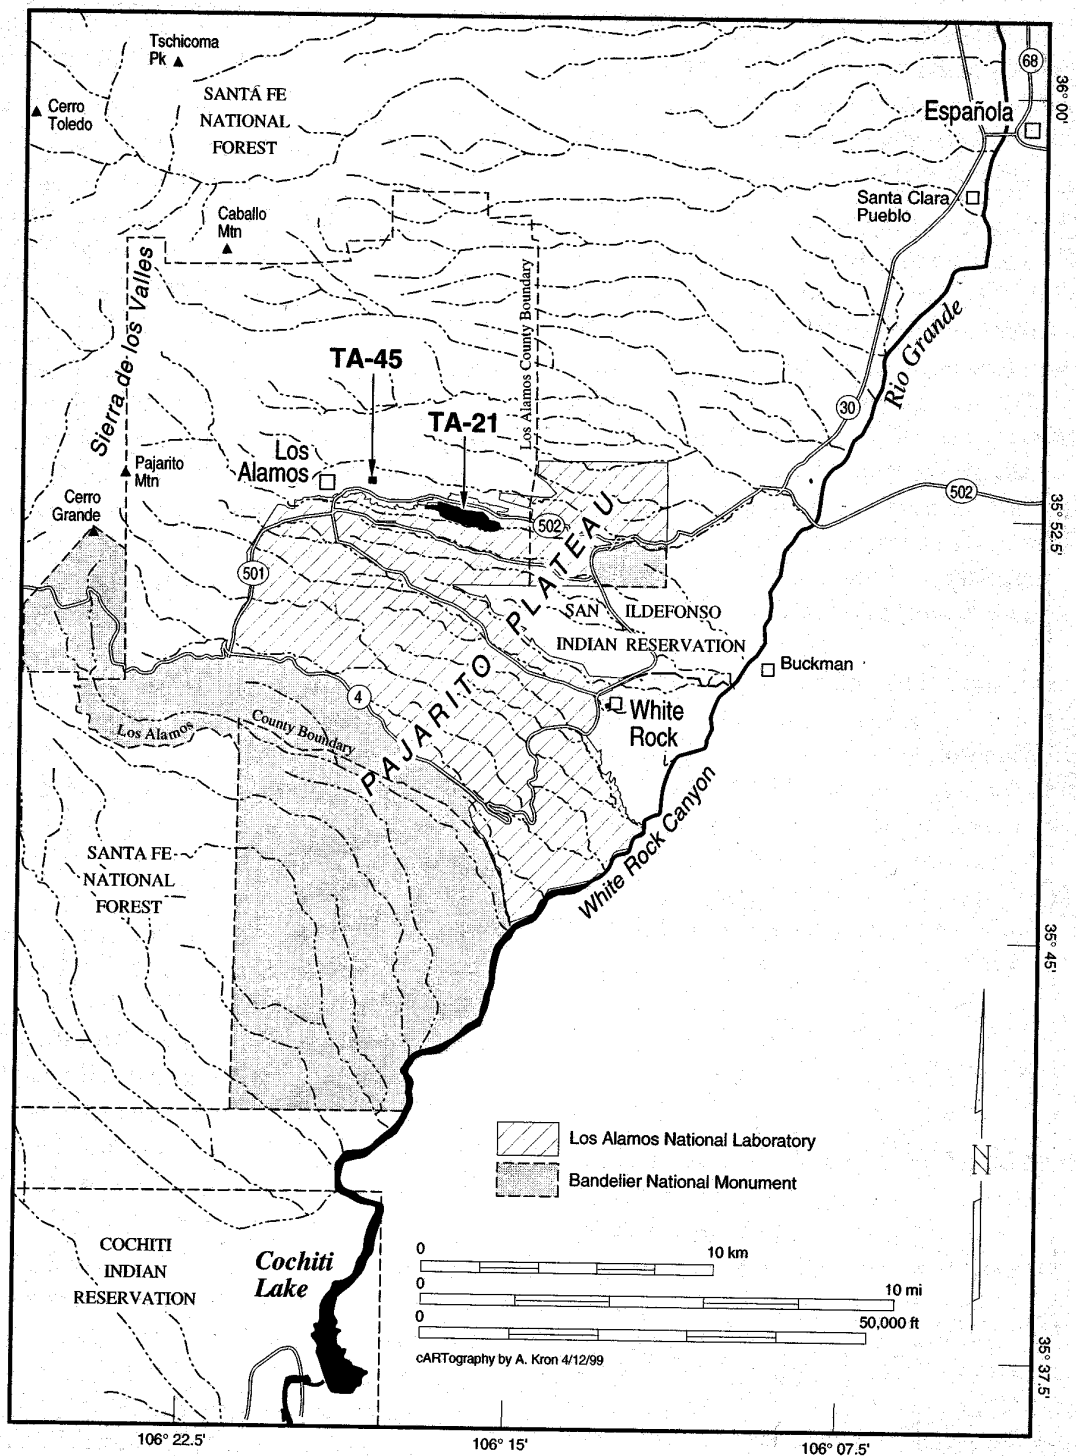 Tschicoma
Pk
Cerro
Toledo
SANTA FE
NATIONAL
FOREST
68
36° 00'
Española
Santa Clara
Pueblo
Caballo
Mtn
Sierra de los Valles
Los Alamos County Boundary
Rio Grande
TA-45
30
TA-21
Los
Alamos
Pajarito
Mtn
Cerro
Grande
502
502
35° 52.5'
501
PAJARITO PLATEAU
SAN ILDEFONSO
INDIAN RESERVATION
Buckman
4
White
Rock
Los Alamos County Boundary
White Rock Canyon
SANTA FE
NATIONAL
FOREST
35° 45'
Los Alamos National Laboratory
Bandelier National Monument
N
COCHITI
INDIAN
RESERVATION
Cochiti
Lake
0 10 km
0 10 mi
0 50,000 ft
cARTography by A. Kron 4/12/99
35° 37.5'
106° 22.5'
106° 15'
106° 07.5'